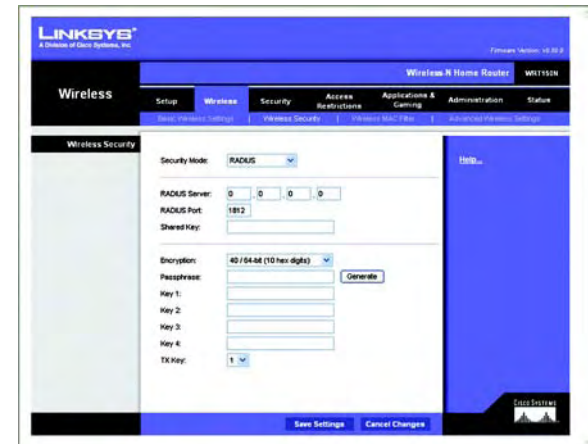 LINKSYS®
A Division of Cisco Systems, Inc.
Firmware Version: v0.92.9
Wireless-N Home Router WRT150N
Wireless
Setup Wireless Security Access Restrictions Applications & Gaming Administration Status
Basic Wireless Settings | Wireless Security | Wireless MAC Filter | Advanced Wireless Settings
Wireless Security
Help...
Security Mode: RADIUS
RADIUS Server: 0 . 0 . 0 . 0
RADIUS Port: 1812
Shared Key:
Encryption: 40 / 64-bit (10 hex digits)
Passphrase: Generate
Key 1:
Key 2:
Key 3:
Key 4:
TX Key: 1
Save Settings Cancel Changes
CISCO SYSTEMS